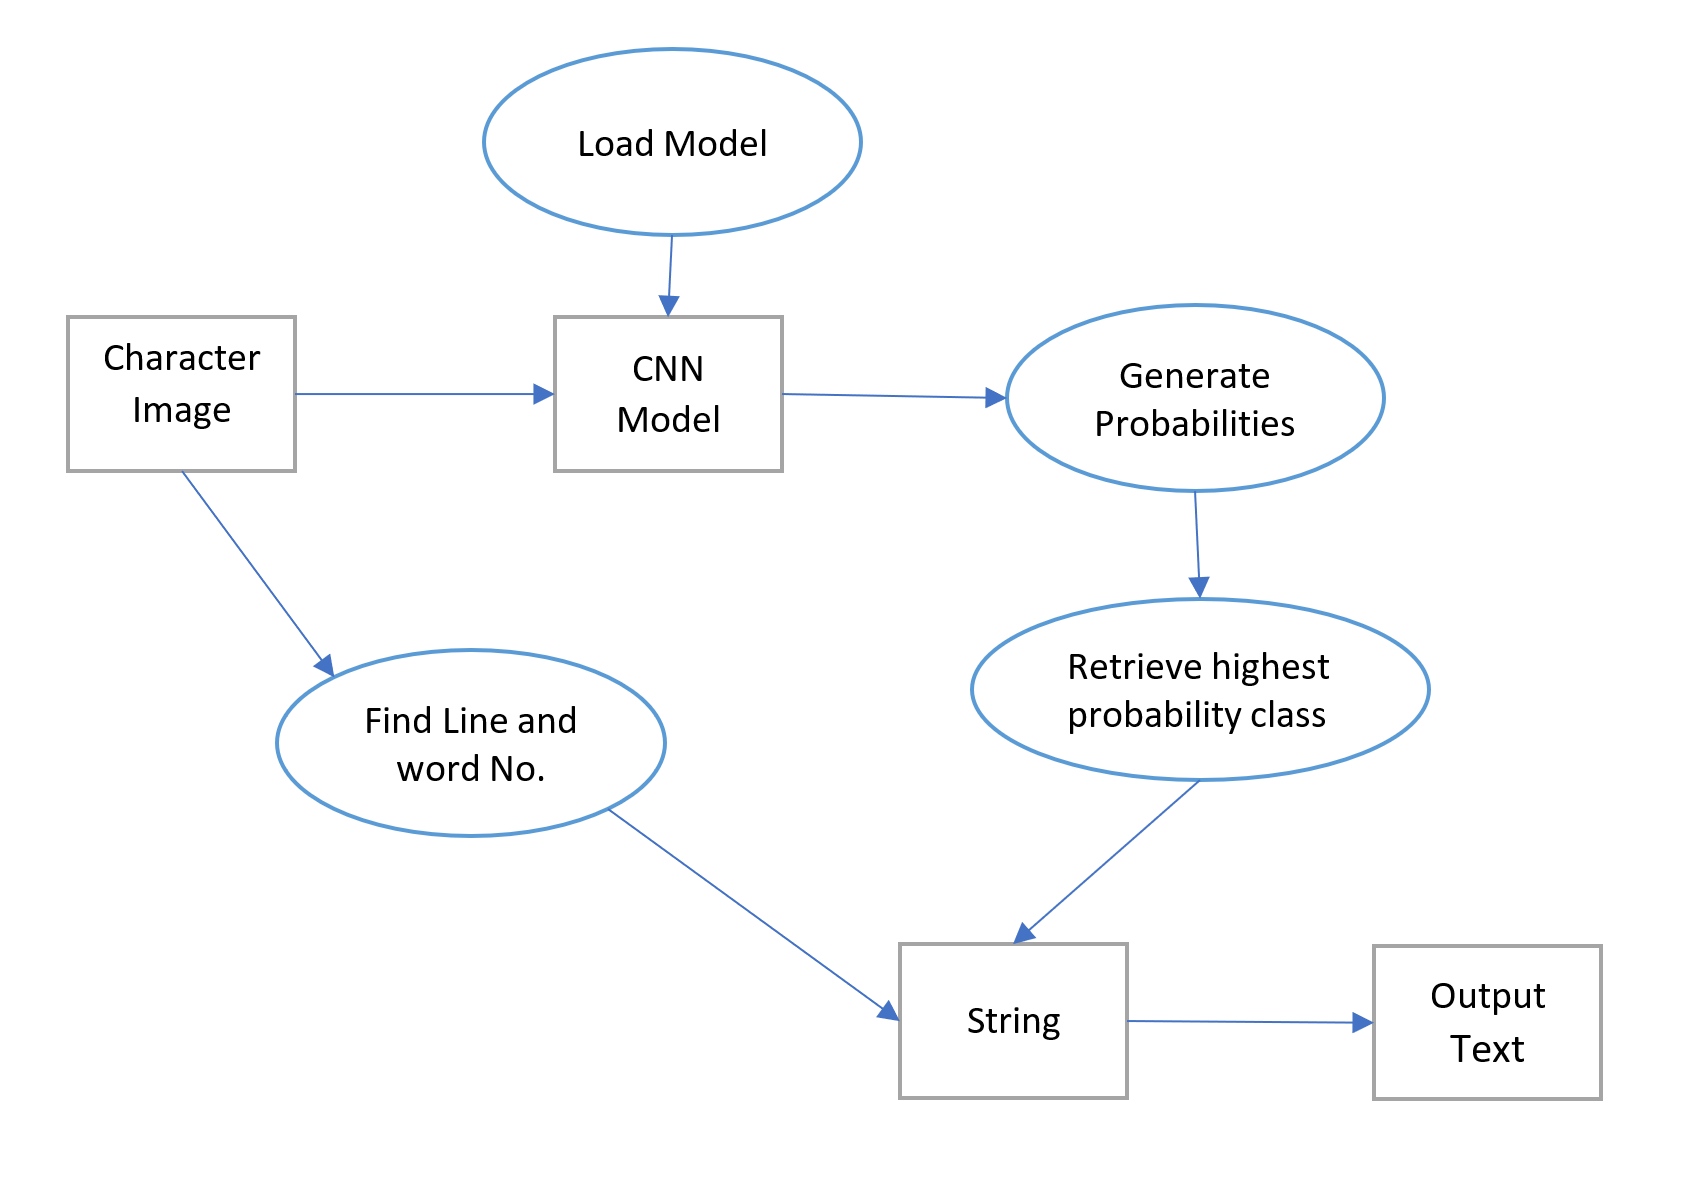 Load Model
Character
Image
CNN
Model
Generate
Probabilities
Find Line and
word No.
Retrieve highest
probability class
String
Output
Text